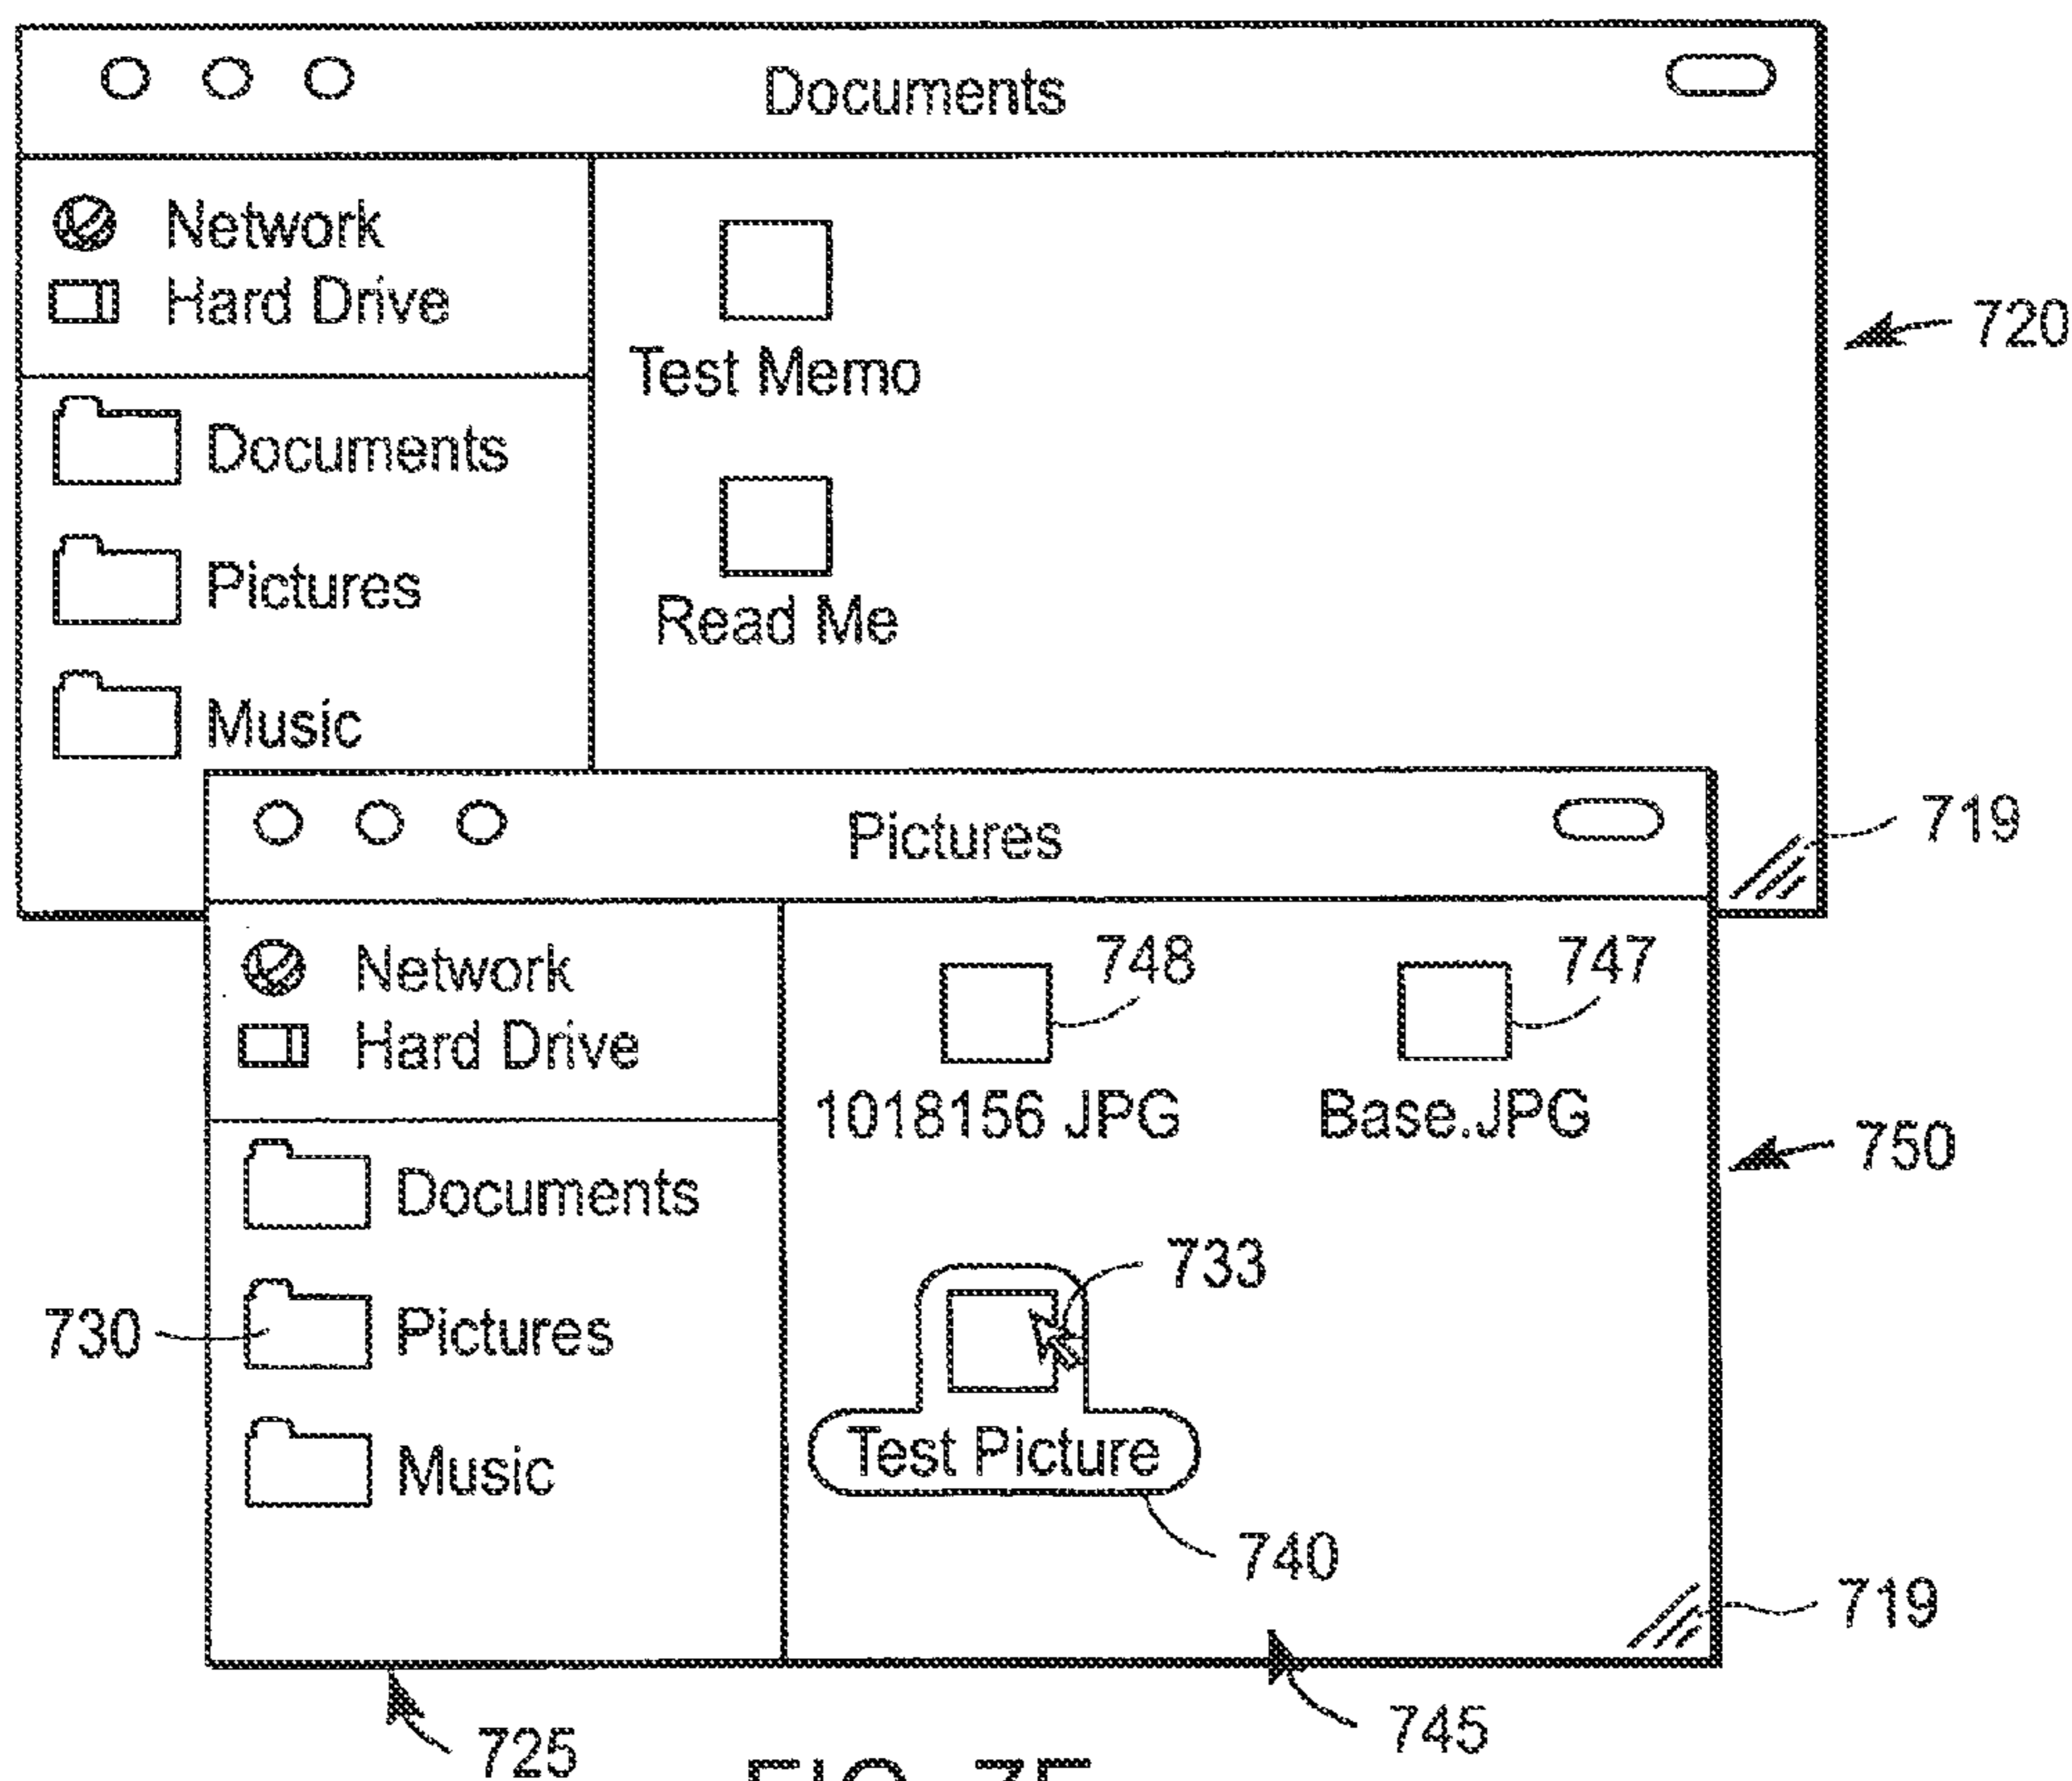 Documents
Network
Hard Drive
Test Memo
720
Documents
Pictures
Read Me
Music
719
Pictures
Network
748
747
Hard Drive
1018156 JPG
Base.JPG
750
Documents
733
730
Pictures
Test Picture
Music
740
719
725
745